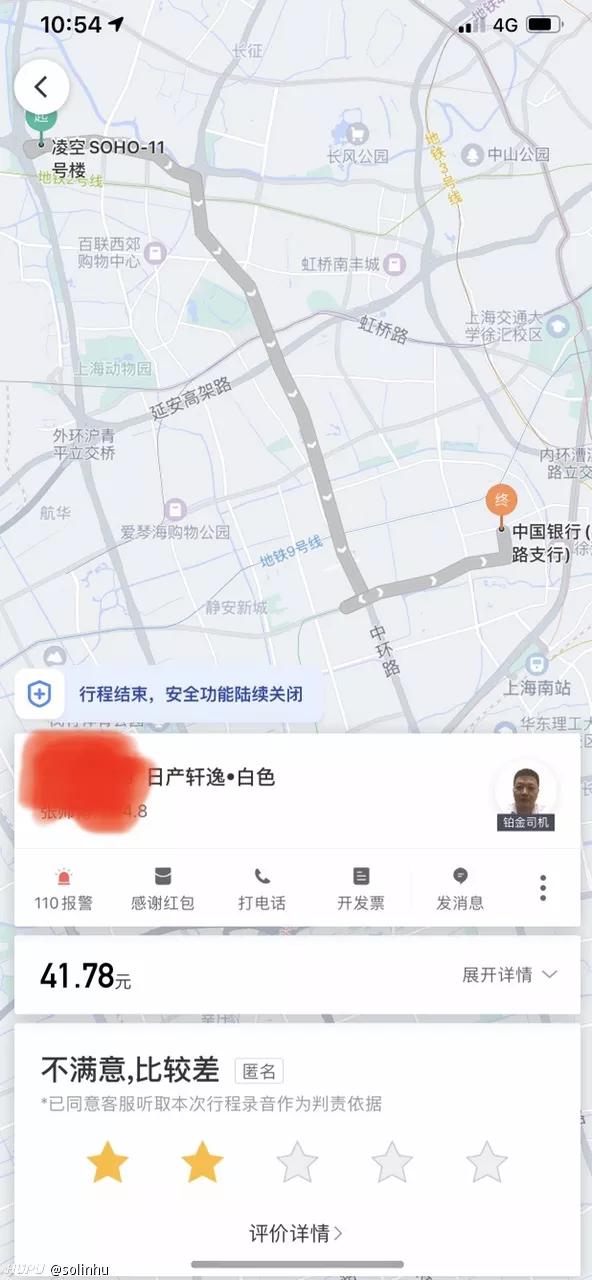 10:54
4G
地铁4
长征
起
凌空 SOHO-11
号楼
地铁2号线
长风公园
地铁3号线
中山公园
百联西郊
购物中心
虹桥南丰城
虹桥路
上海交通大
学徐汇校区
上海动物园
延安高架路
外环沪青
平立交桥
内环漕
路立交
航华
爱琴海购物公园
终
中国银行 (
路支行)
徐
地铁9号线
静安新城
中环路
上海南站
华东理工大
行程结束，安全功能陆续关闭
日产轩逸•白色
4.8
铂金司机
110 报警
感谢红包
打电话
开发票
发消息
41.78元
展开详情
不满意,比较差
匿名
*已同意客服听取本次行程录音作为判责依据
评价详情
HUPU @solinhu